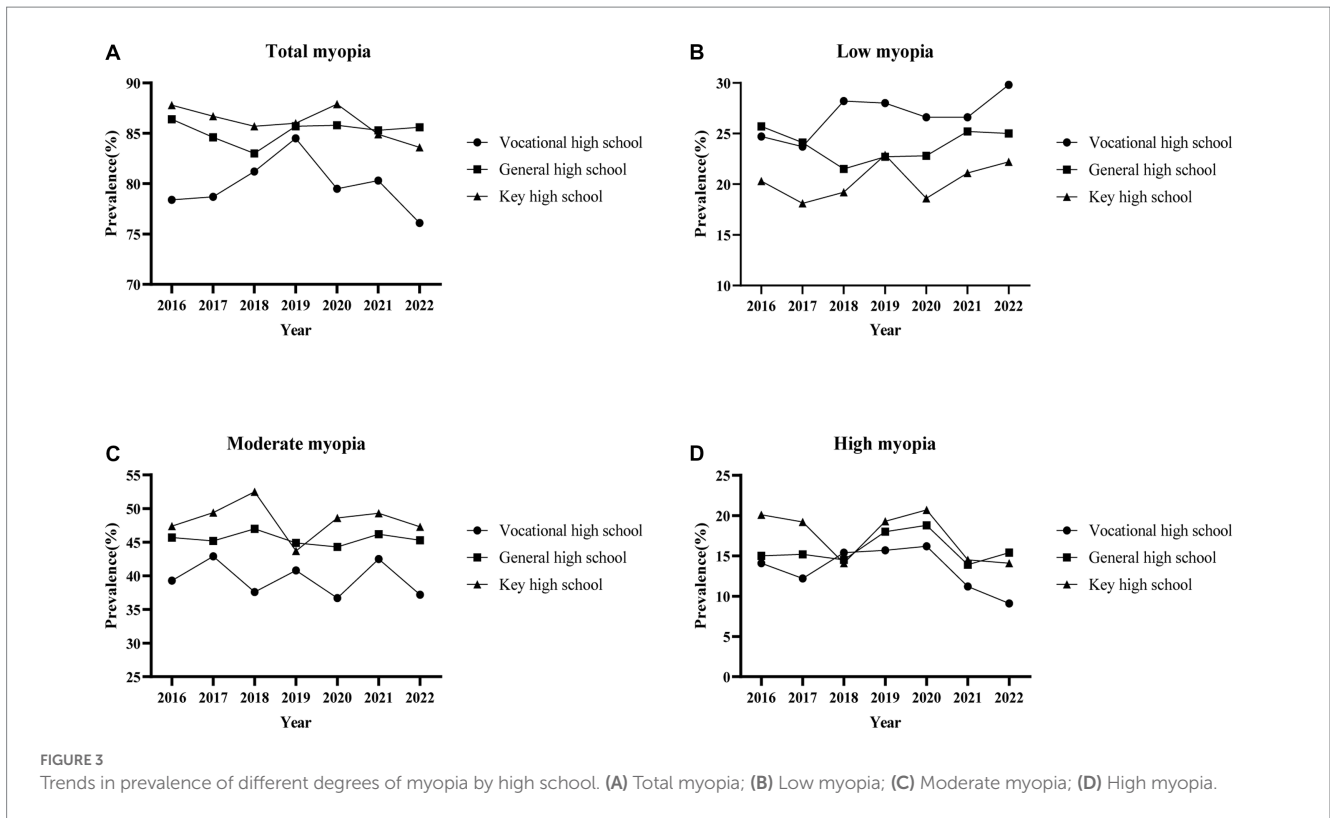 A
Total myopia
90
85
80
75
70
Prevalence(%)
2016 2017 2018 2019 2020 2021 2022
Year
Vocational high school
General high school
Key high school
B
Low myopia
30
25
20
15
10
Prevalence(%)
2016 2017 2018 2019 2020 2021 2022
Year
Vocational high school
General high school
Key high school
C
Moderate myopia
55
50
45
40
35
30
25
Prevalence(%)
2016 2017 2018 2019 2020 2021 2022
Year
Vocational high school
General high school
Key high school
D
High myopia
25
20
15
10
5
0
Prevalence(%)
2016 2017 2018 2019 2020 2021 2022
Year
Vocational high school
General high school
Key high school
FIGURE 3
Trends in prevalence of different degrees of myopia by high school. (A) Total myopia; (B) Low myopia; (C) Moderate myopia; (D) High myopia.